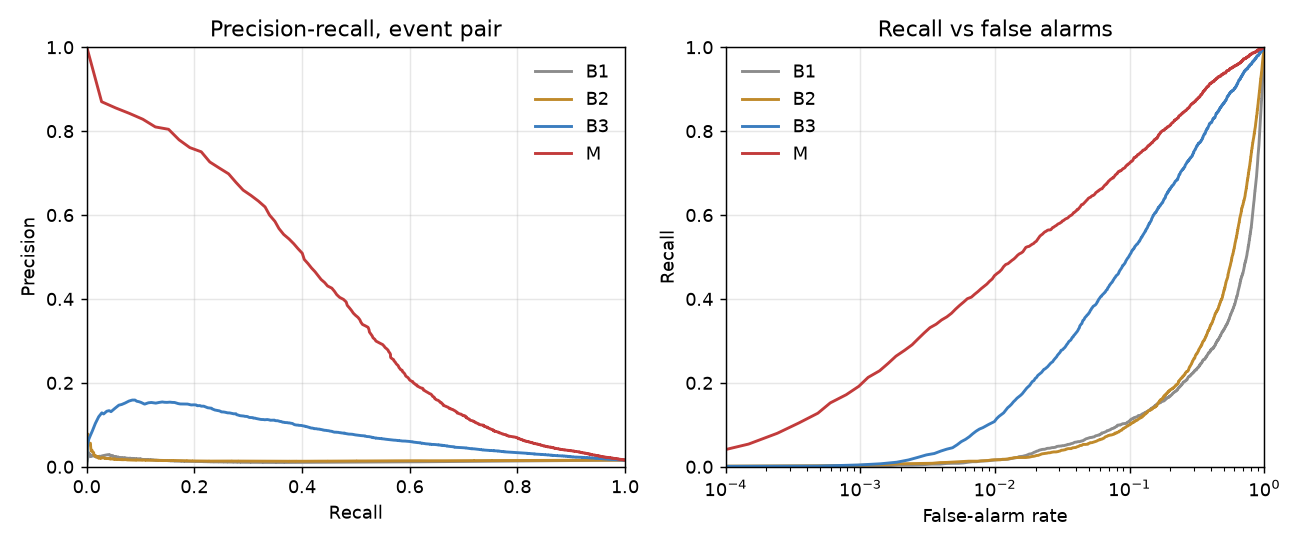 Precision-recall, event pair
Precision
1.0
0.8
0.6
0.4
0.2
0.0
B1
B2
B3
M
0.0 0.2 0.4 0.6 0.8 1.0
Recall
Recall vs false alarms
Recall
1.0
0.8
0.6
0.4
0.2
0.0
B1
B2
B3
M
10⁻⁴ 10⁻³ 10⁻² 10⁻¹ 10⁰
False-alarm rate